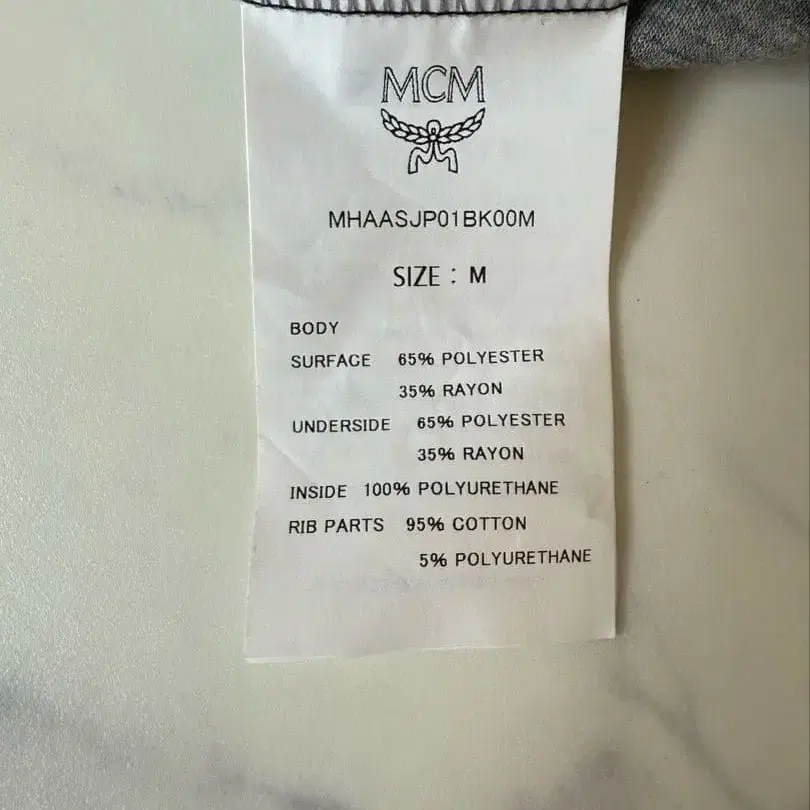 MCM
MHAASJP01BK00M
SIZE : M
BODY
SURFACE 65% POLYESTER
35% RAYON
UNDERSIDE 65% POLYESTER
35% RAYON
INSIDE 100% POLYURETHANE
RIB PARTS 95% COTTON
5% POLYURETHANE